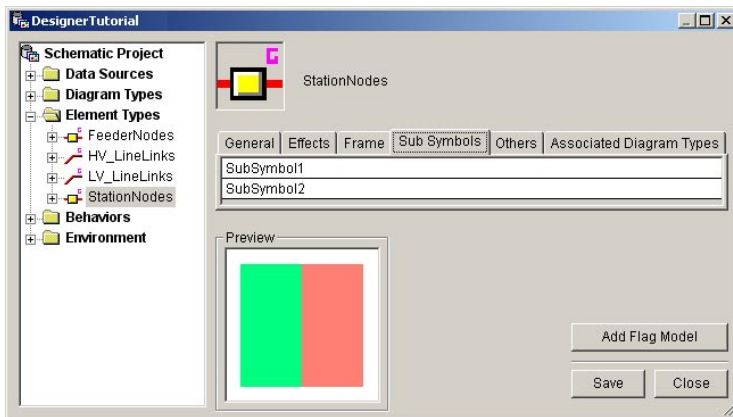 DesignerTutorial
Schematic Project
Data Sources
Diagram Types
Element Types
FeederNodes
HV_LineLinks
LV_LineLinks
StationNodes
Behaviors
Environment
G
StationNodes
General Effects Frame Sub Symbols Others Associated Diagram Types
SubSymbol1
SubSymbol2
Preview
Add Flag Model
Save Close